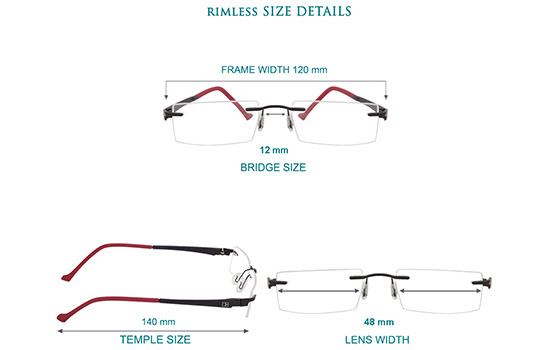 RIMLESS SIZE DETAILS
FRAME WIDTH 120 mm
12 mm
BRIDGE SIZE
140 mm
TEMPLE SIZE
48 mm
LENS WIDTH